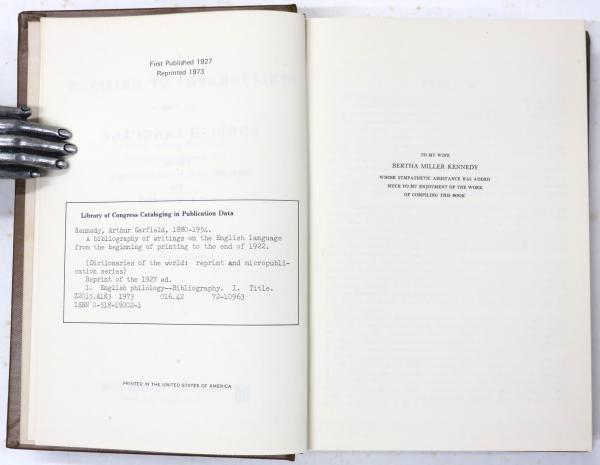 First Published 1927
Reprinted 1973
Library of Congress Cataloging in Publication Data
Kennedy, Arthur Garfield, 1880-1954.
A bibliography of writings on the English language
from the beginning of printing to the end of 1922.
(Dictionaries of the world: reprint and micropubli-
cation series)
Reprint of the 1927 ed.
1. English philology--Bibliography. I. Title.
Z2015.A1K3 1973 016.42 72-10963
ISBN 0-518-19002-1
PRINTED IN THE UNITED STATES OF AMERICA
TO MY WIFE
BERTHA MILLER KENNEDY
WHOSE SYMPATHETIC ASSISTANCE HAS ADDED
MUCH TO MY ENJOYMENT OF THE WORK
OF COMPILING THIS BOOK